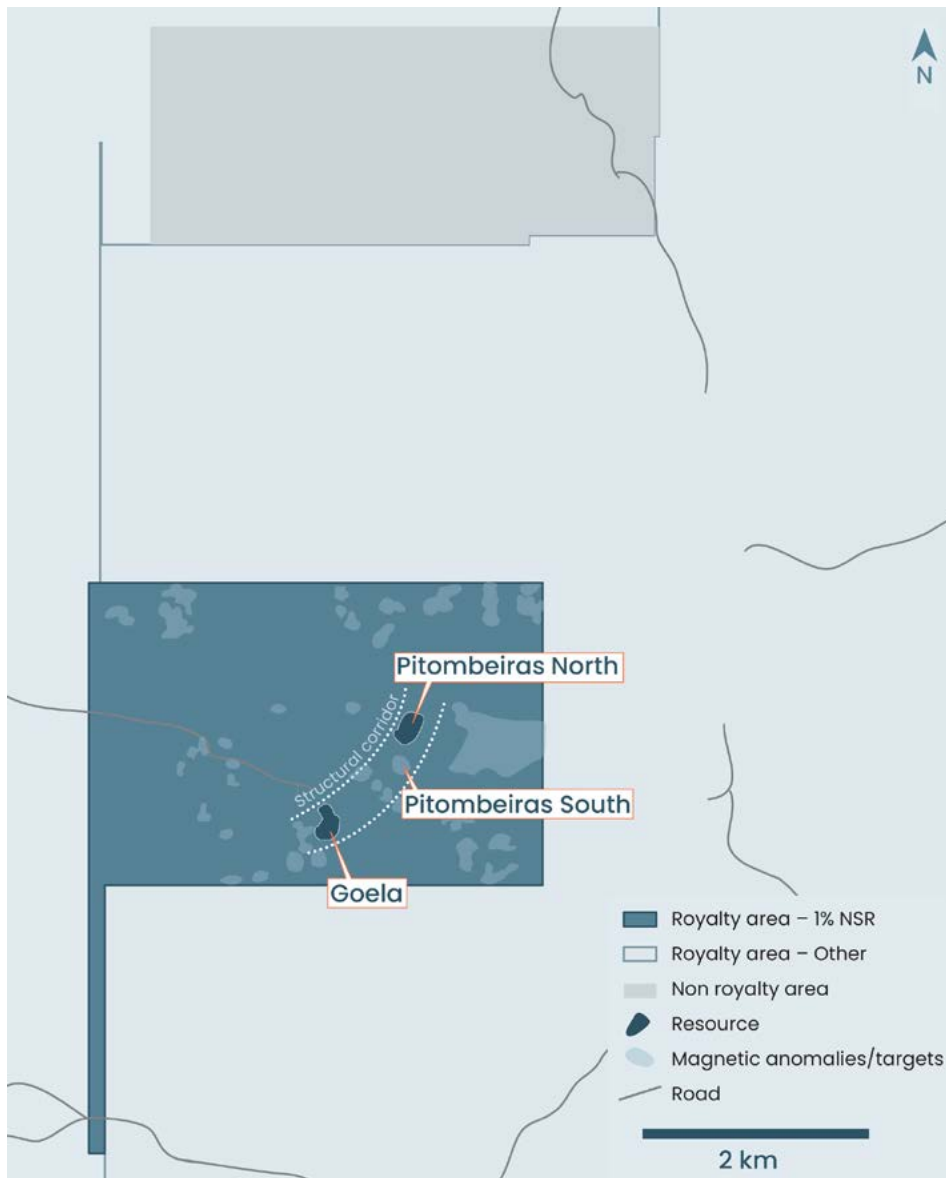 N
Pitombeiras North
Structural corridor
Pitombeiras South
Goela
Royalty area – 1% NSR
Royalty area – Other
Non royalty area
Resource
Magnetic anomalies/targets
Road
2 km